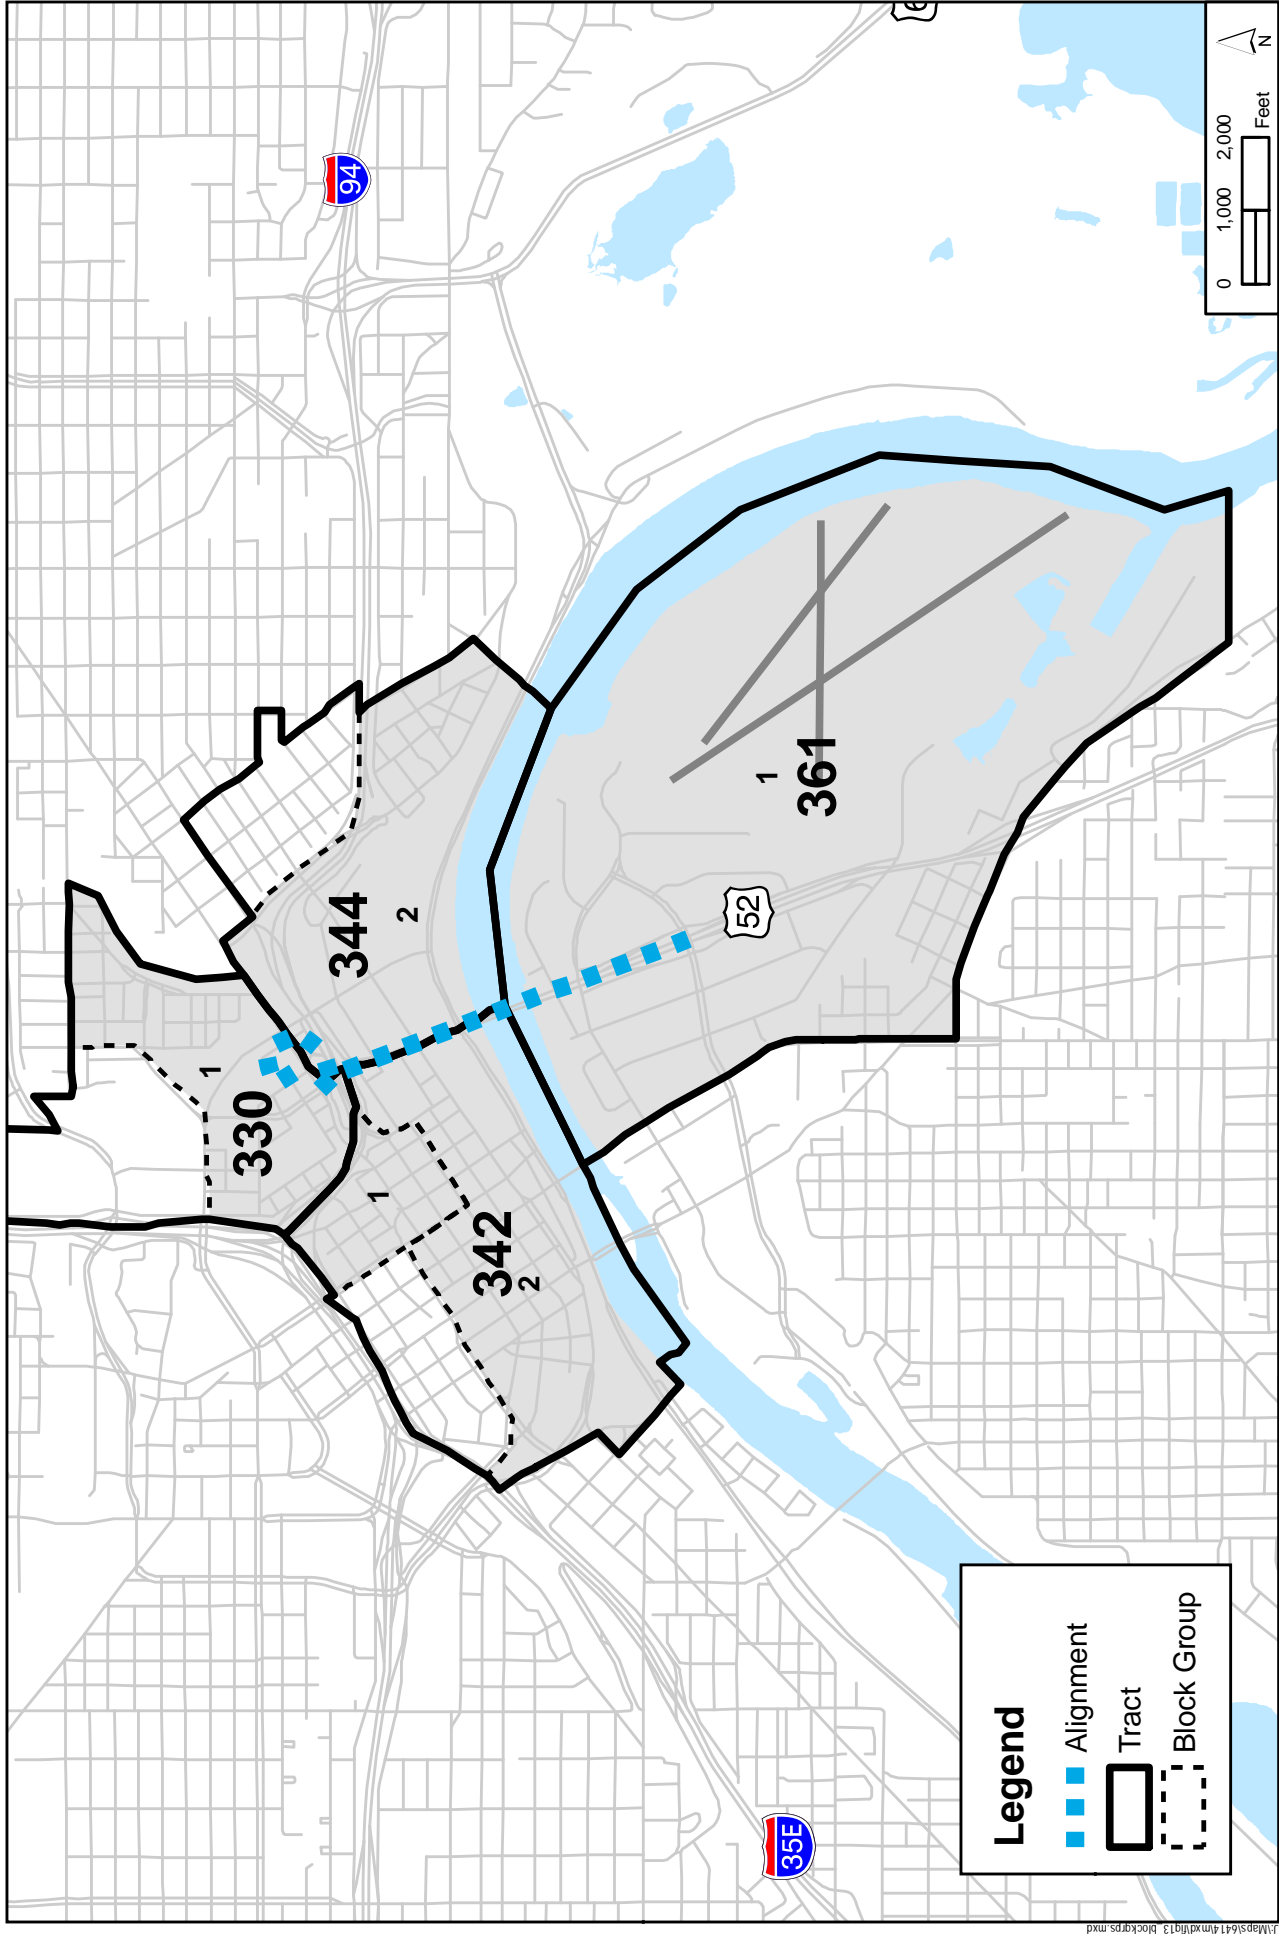 1
330
94
344
1
2
342
2
52
1
35E
361
Legend
Alignment
Tract
Block Group
0 1,000 2,000
Feet
N
J:\Maps\6414\mxd\fig13_blockgrps.mxd